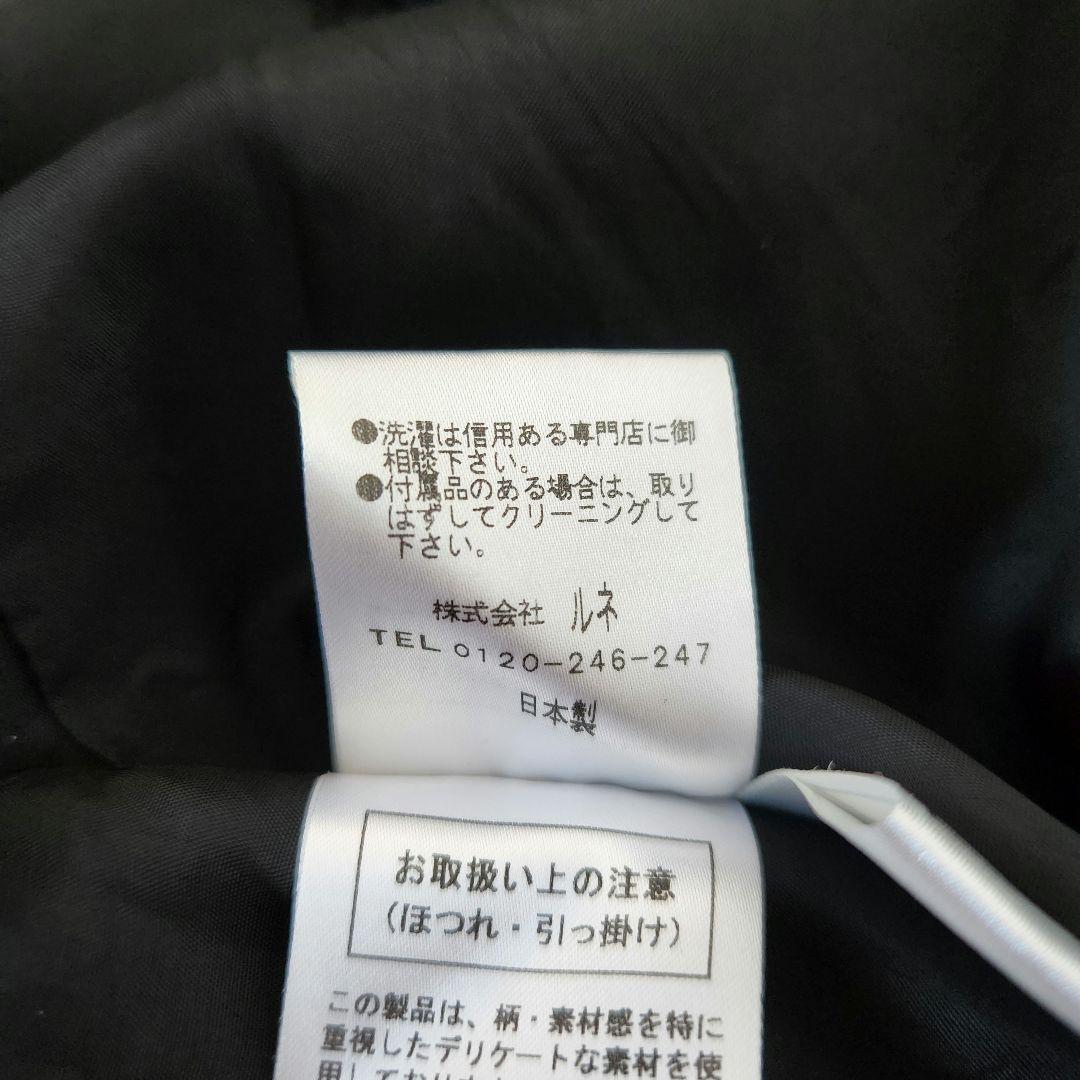 ●洗濯は信用ある専門店に御
相談下さい。
●付属品のある場合は、取り
はずしてクリーニングして
下さい。
株式会社 ルネ
TEL 0120-246-247
日本製
お取扱い上の注意
(ほつれ・引っ掛け)
この製品は、柄・素材感を特に
重視したデリケートな素材を使
用しており